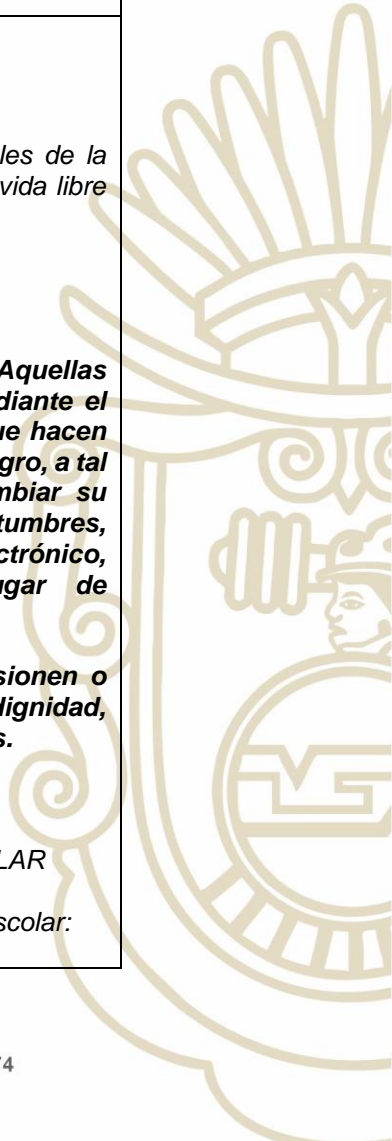 les de la
vida libre
Aquellas
diante el
ue hacen
gro, a tal
mbiar su
tumbres,
ctrónico,
ugar de
sionen o
dignidad,
s.
LAR
scolar:
74